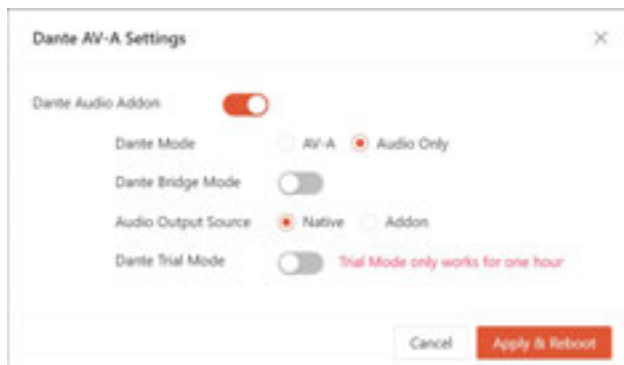 Dante AV-A Settings
Dante Audio Addon
Dante Mode AV-A Audio Only
Dante Bridge Mode
Audio Output Source Native Addon
Dante Trial Mode Trial Mode only works for one hour
Cancel Apply & Reboot